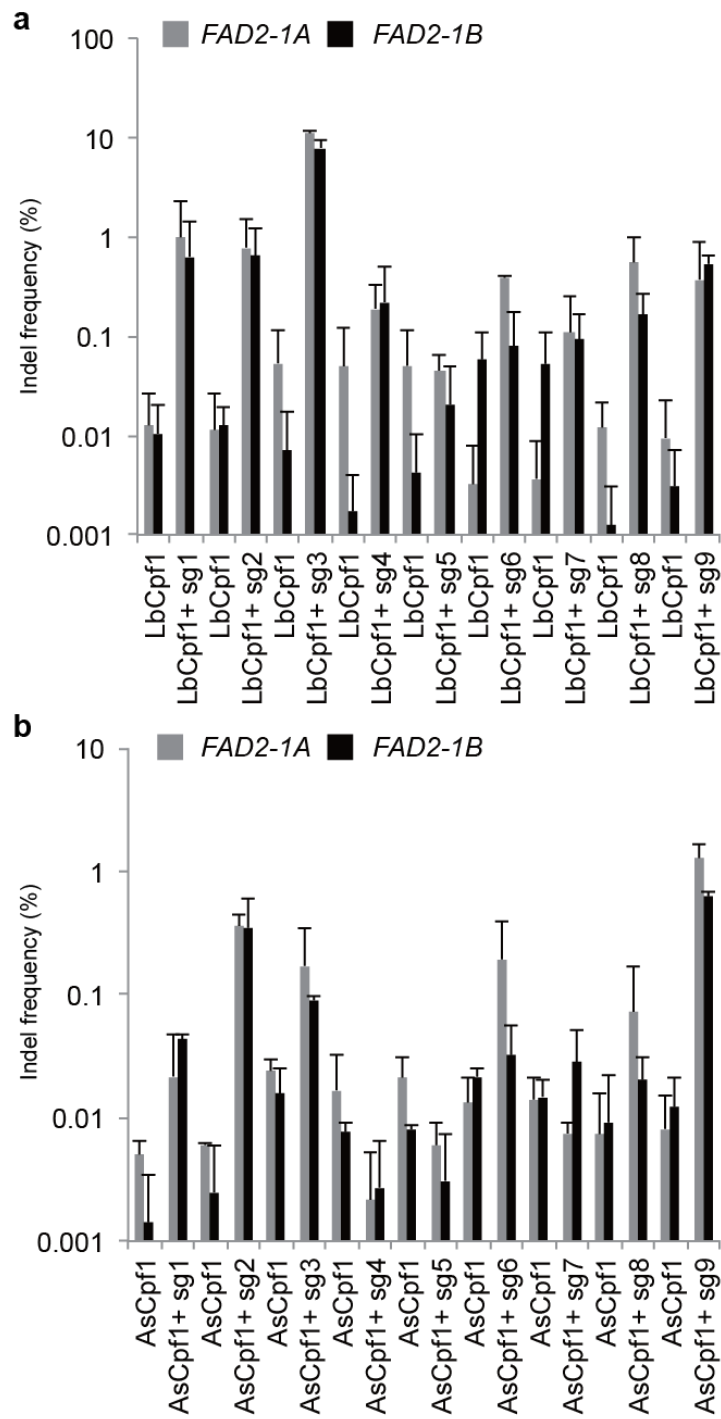 a
FAD2-1A FAD2-1B
100
10
1
0.1
0.01
0.001
Indel frequency (%)
LbCpf1
LbCpf1+ sg1
LbCpf1
LbCpf1+ sg2
LbCpf1
LbCpf1+ sg3
LbCpf1
LbCpf1+ sg4
LbCpf1
LbCpf1+ sg5
LbCpf1
LbCpf1+ sg6
LbCpf1
LbCpf1+ sg7
LbCpf1
LbCpf1+ sg8
LbCpf1
LbCpf1+ sg9
b
FAD2-1A FAD2-1B
10
1
0.1
0.01
0.001
Indel frequency (%)
AsCpf1
AsCpf1+ sg1
AsCpf1
AsCpf1+ sg2
AsCpf1
AsCpf1+ sg3
AsCpf1
AsCpf1+ sg4
AsCpf1
AsCpf1+ sg5
AsCpf1
AsCpf1+ sg6
AsCpf1
AsCpf1+ sg7
AsCpf1
AsCpf1+ sg8
AsCpf1
AsCpf1+ sg9